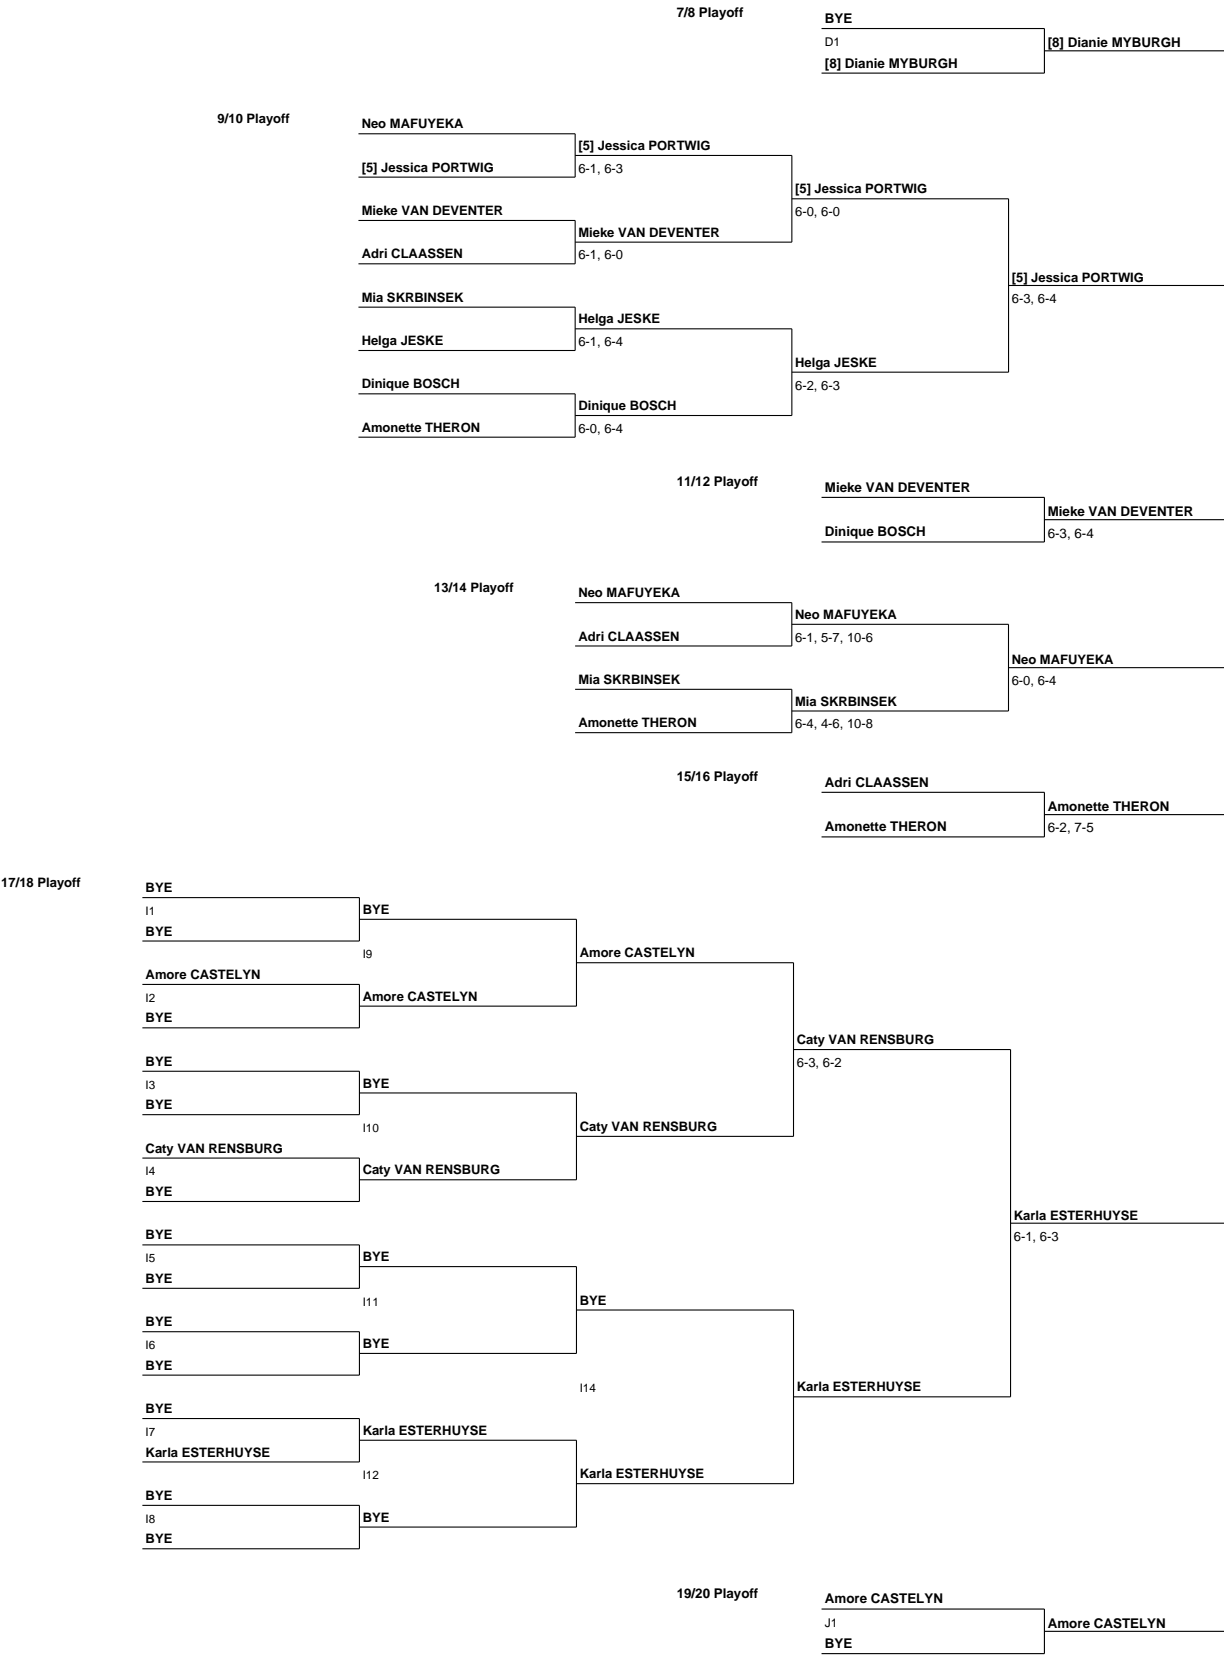 7/8 Playoff
BYE
D1
[8] Dianie MYBURGH
[8] Dianie MYBURGH
9/10 Playoff
Neo MAFUYEKA
[5] Jessica PORTWIG
[5] Jessica PORTWIG
6-1, 6-3
[5] Jessica PORTWIG
6-0, 6-0
Mieke VAN DEVENTER
Mieke VAN DEVENTER
Adri CLAASSEN
6-1, 6-0
[5] Jessica PORTWIG
6-3, 6-4
Mia SKRBINSEK
Helga JESKE
Helga JESKE
6-1, 6-4
Helga JESKE
6-2, 6-3
Dinique BOSCH
Dinique BOSCH
Amonette THERON
6-0, 6-4
11/12 Playoff
Mieke VAN DEVENTER
Mieke VAN DEVENTER
Dinique BOSCH
6-3, 6-4
13/14 Playoff
Neo MAFUYEKA
Neo MAFUYEKA
Adri CLAASSEN
6-1, 5-7, 10-6
Neo MAFUYEKA
6-0, 6-4
Mia SKRBINSEK
Mia SKRBINSEK
Amonette THERON
6-4, 4-6, 10-8
15/16 Playoff
Adri CLAASSEN
Amonette THERON
Amonette THERON
6-2, 7-5
17/18 Playoff
BYE
I1
BYE
BYE
I9
Amore CASTELYN
Amore CASTELYN
I2
Amore CASTELYN
BYE
Caty VAN RENSBURG
6-3, 6-2
BYE
I3
BYE
BYE
I10
Caty VAN RENSBURG
Caty VAN RENSBURG
I4
Caty VAN RENSBURG
BYE
Karla ESTERHUYSE
6-1, 6-3
BYE
I5
BYE
BYE
I11
BYE
BYE
I6
BYE
BYE
I14
Karla ESTERHUYSE
BYE
I7
Karla ESTERHUYSE
Karla ESTERHUYSE
I12
Karla ESTERHUYSE
BYE
I8
BYE
BYE
19/20 Playoff
Amore CASTELYN
J1
Amore CASTELYN
BYE